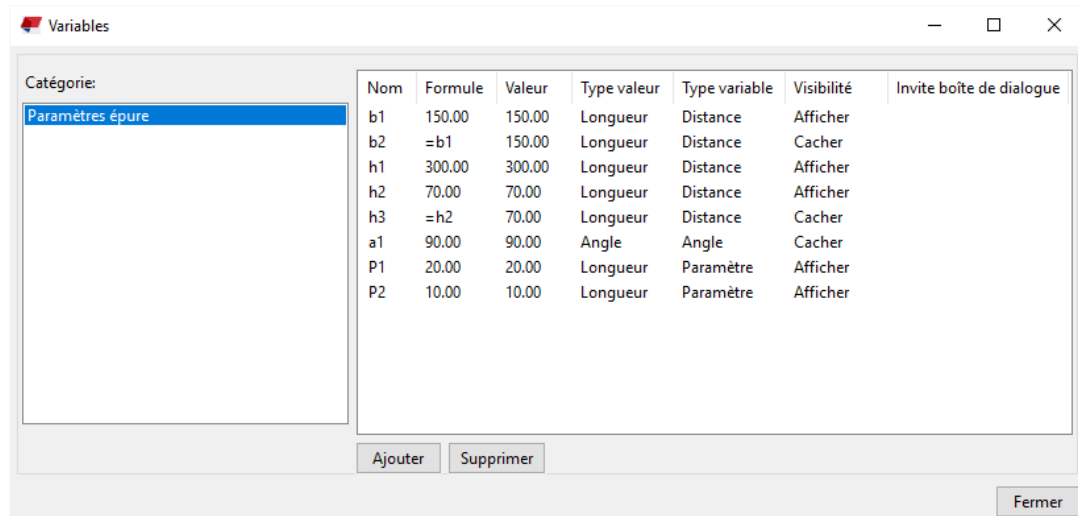 Variables
Catégorie:
Paramètres épure
Nom Formule Valeur Type valeur Type variable Visibilité Invite boîte de dialogue
b1 150.00 150.00 Longueur Distance Afficher
b2 =b1 150.00 Longueur Distance Cacher
h1 300.00 300.00 Longueur Distance Afficher
h2 70.00 70.00 Longueur Distance Afficher
h3 =h2 70.00 Longueur Distance Cacher
a1 90.00 90.00 Angle Angle Cacher
P1 20.00 20.00 Longueur Paramètre Afficher
P2 10.00 10.00 Longueur Paramètre Afficher
Ajouter Supprimer
Fermer